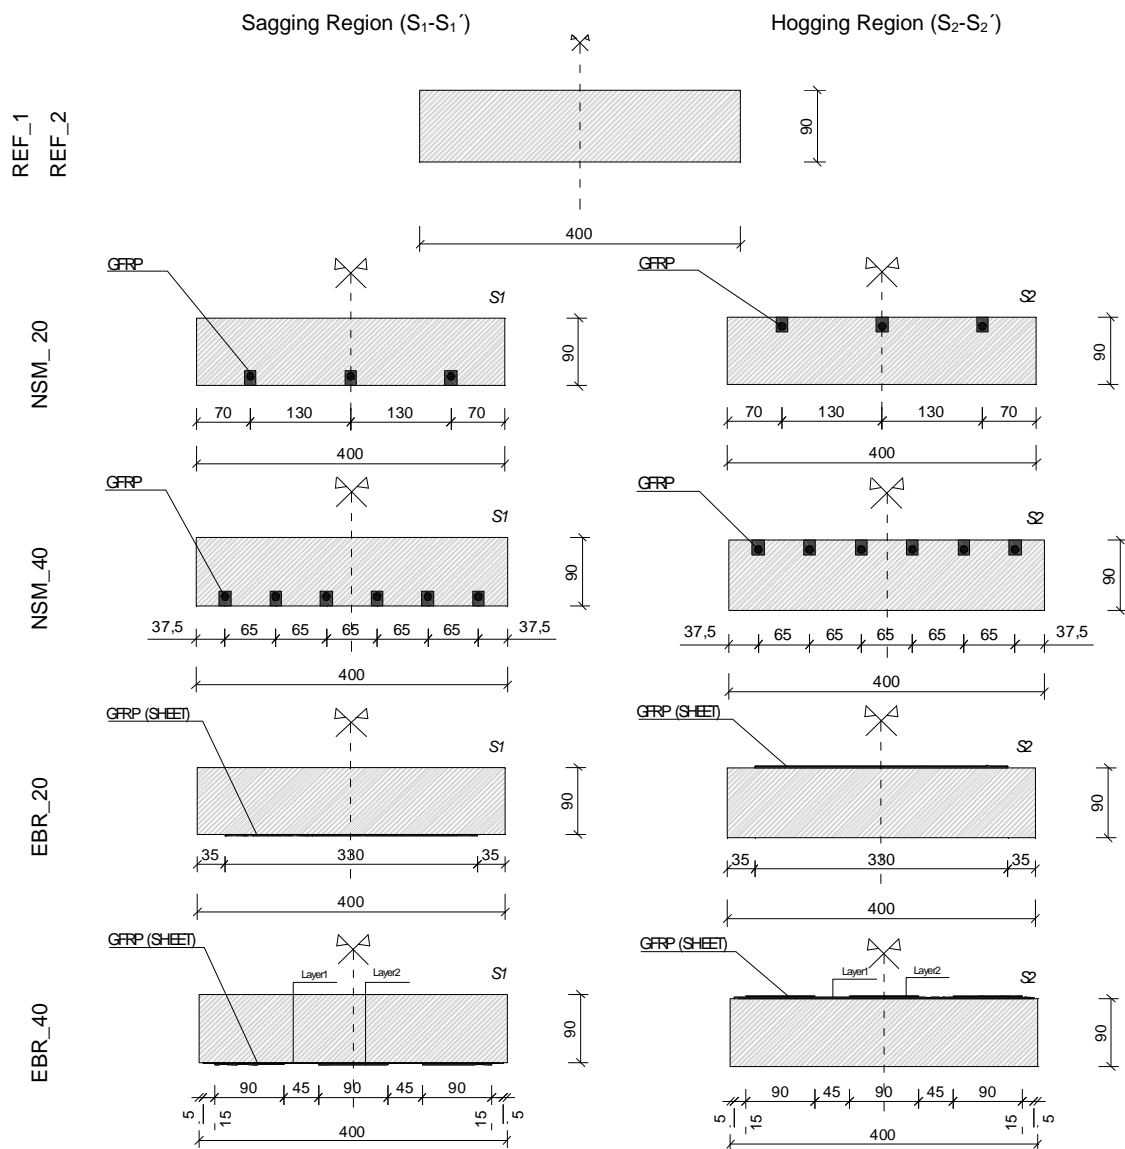 Sagging Region (S1-S1´)
Hogging Region (S2-S2´)
REF_1
REF_2
90
400
NSM_ 20
GFRP
S1
90
70 130 130 70
400
GFRP
S2
90
70 130 130 70
400
NSM_40
GFRP
S1
90
37,5 65 65 65 65 65 37,5
400
GFRP
S2
90
37,5 65 65 65 65 65 37,5
400
EBR_20
GFRP (SHEET)
S1
90
35 330 35
400
GFRP (SHEET)
S2
90
35 330 35
400
EBR_40
GFRP (SHEET)
Layer1
Layer2
S1
90
90 45 90 45 90
5 15 15 5
400
GFRP (SHEET)
Layer1
Layer2
S2
90
90 45 90 45 90
5 15 15 5
400